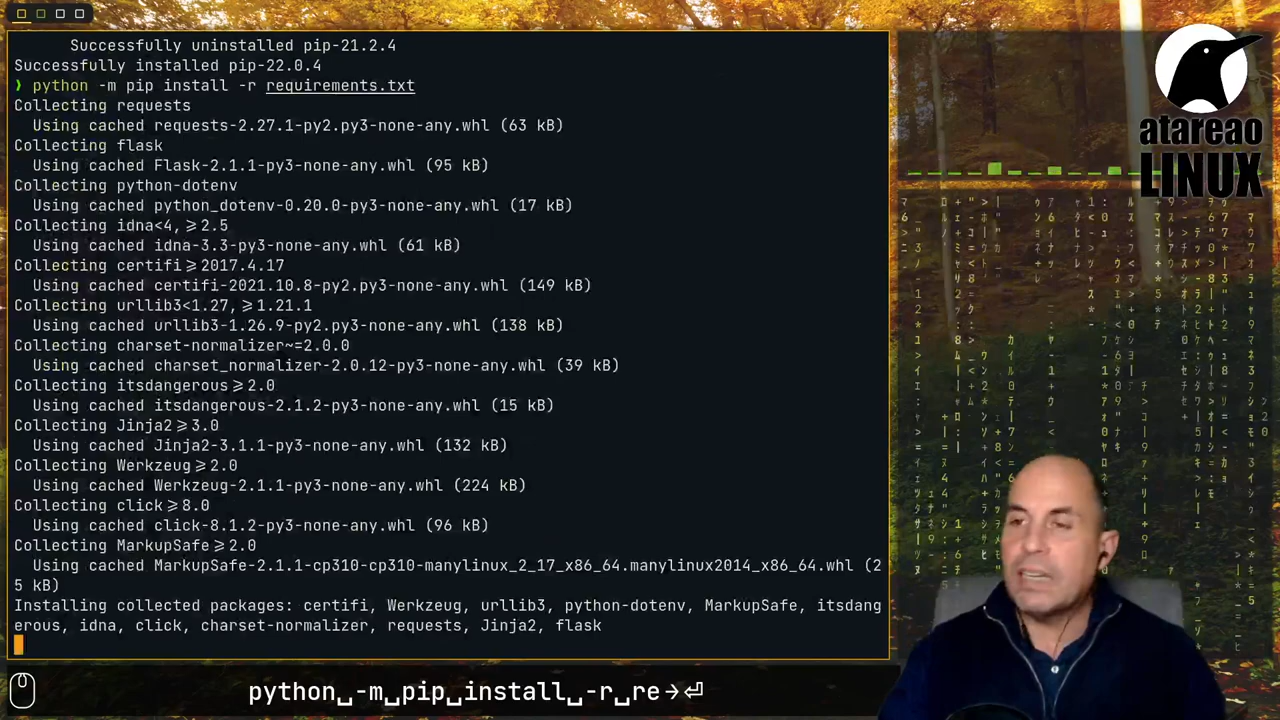 Successfully uninstalled pip-21.2.4
Successfully installed pip-22.0.4
❯ python -m pip install -r requirements.txt
Collecting requests
Using cached requests-2.27.1-py2.py3-none-any.whl (63 kB)
Collecting flask
Using cached Flask-2.1.1-py3-none-any.whl (95 kB)
Collecting python-dotenv
Using cached python_dotenv-0.20.0-py3-none-any.whl (17 kB)
Collecting idna<4,>=2.5
Using cached idna-3.3-py3-none-any.whl (61 kB)
Collecting certifi>=2017.4.17
Using cached certifi-2021.10.8-py2.py3-none-any.whl (149 kB)
Collecting urllib3<1.27,>=1.21.1
Using cached urllib3-1.26.9-py2.py3-none-any.whl (138 kB)
Collecting charset-normalizer~=2.0.0
Using cached charset_normalizer-2.0.12-py3-none-any.whl (39 kB)
Collecting itsdangerous>=2.0
Using cached itsdangerous-2.1.2-py3-none-any.whl (15 kB)
Collecting Jinja2>=3.0
Using cached Jinja2-3.1.1-py3-none-any.whl (132 kB)
Collecting Werkzeug>=2.0
Using cached Werkzeug-2.1.1-py3-none-any.whl (224 kB)
Collecting click>=8.0
Using cached click-8.1.2-py3-none-any.whl (96 kB)
Collecting MarkupSafe>=2.0
Using cached MarkupSafe-2.1.1-cp310-cp310-manylinux_2_17_x86_64.manylinux2014_x86_64.whl (2
5 kB)
Installing collected packages: certifi, Werkzeug, urllib3, python-dotenv, MarkupSafe, itsdang
erous, idna, click, charset-normalizer, requests, Jinja2, flask
python␣-m␣pip␣install␣-r␣re→⏎
atareao
LINUX